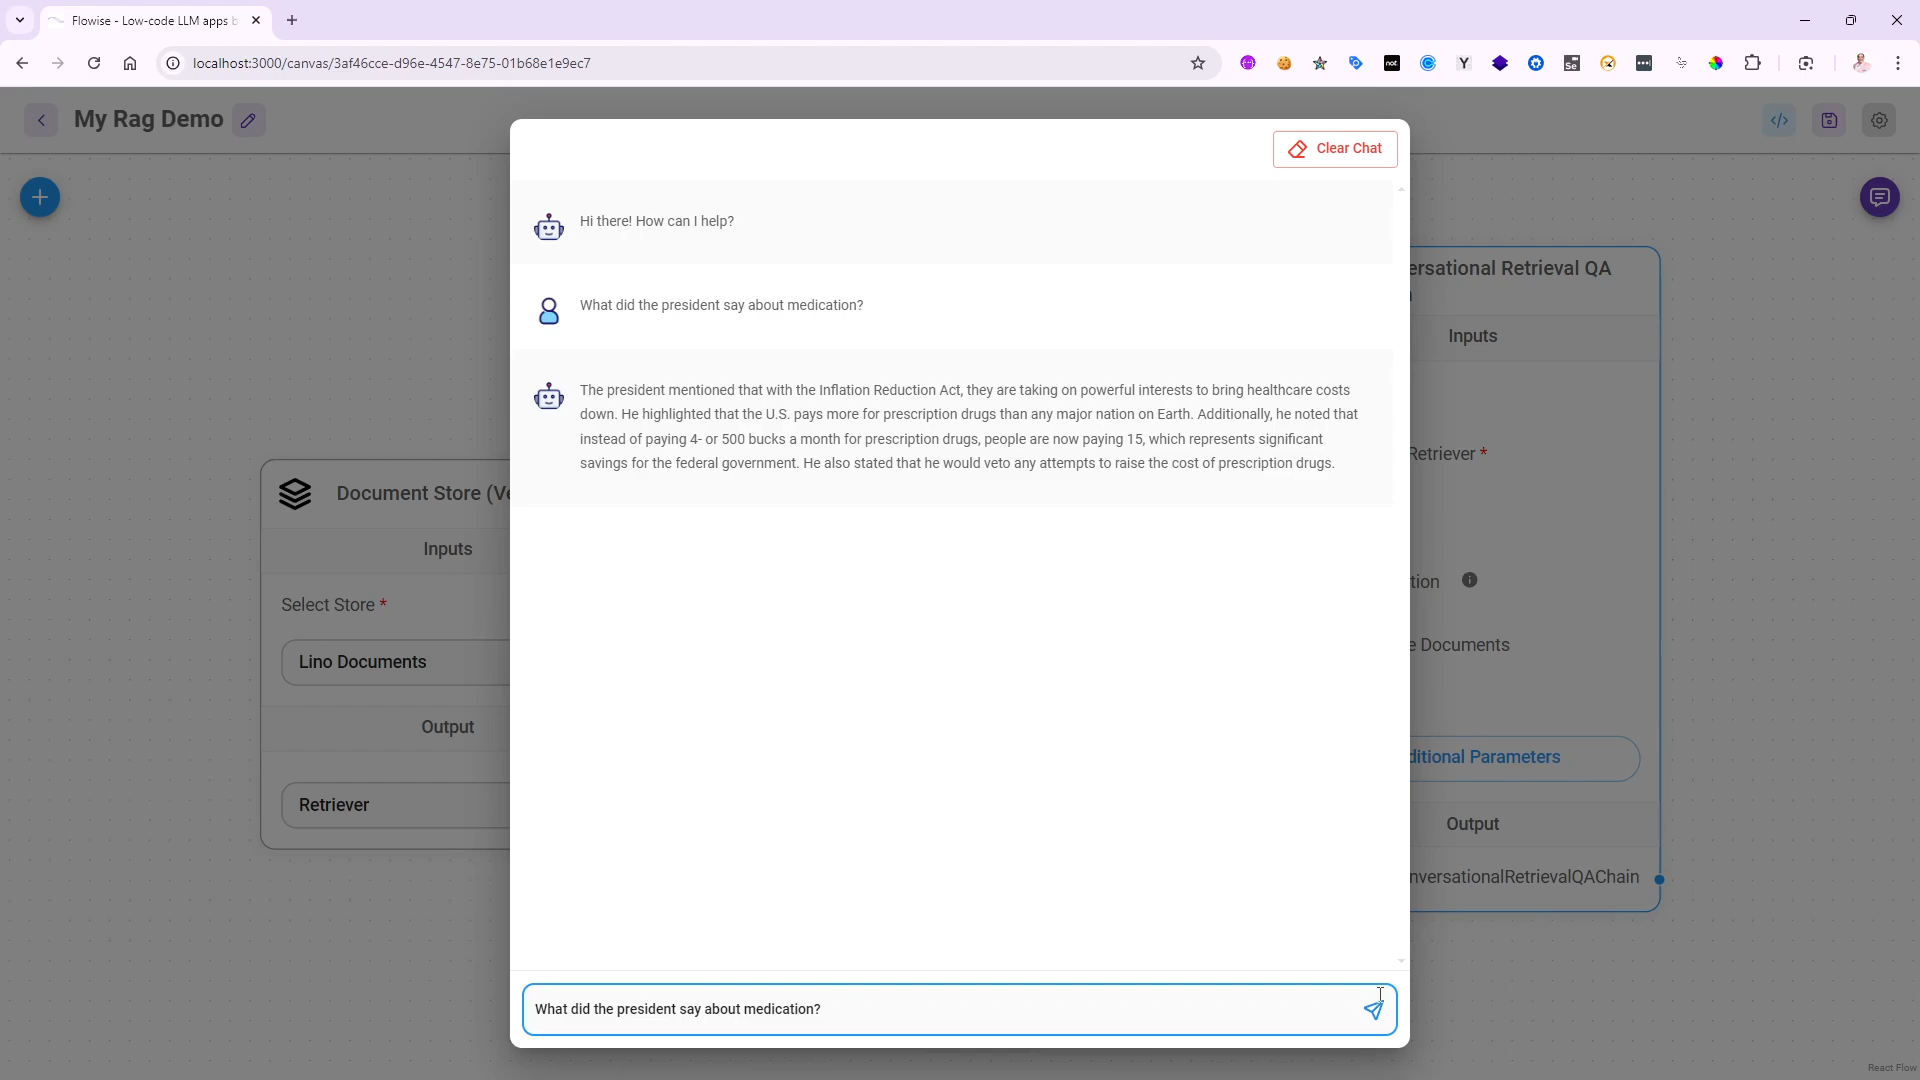 Flowise - Low-code LLM apps b
localhost:3000/canvas/3af46cce-d96e-4547-8e75-01b68e1e9ec7
not
Y
Se
My Rag Demo
</>
Clear Chat
Hi there! How can I help?
What did the president say about medication?
The president mentioned that with the Inflation Reduction Act, they are taking on powerful interests to bring healthcare costs
down. He highlighted that the U.S. pays more for prescription drugs than any major nation on Earth. Additionally, he noted that
instead of paying 4- or 500 bucks a month for prescription drugs, people are now paying 15, which represents significant
savings for the federal government. He also stated that he would veto any attempts to raise the cost of prescription drugs.
Document Store (Ve
Inputs
Select Store *
Lino Documents
Output
Retriever
ersational Retrieval QA
Inputs
Retriever *
tion
e Documents
ditional Parameters
Output
nversationalRetrievalQAChain
What did the president say about medication?
React Flow